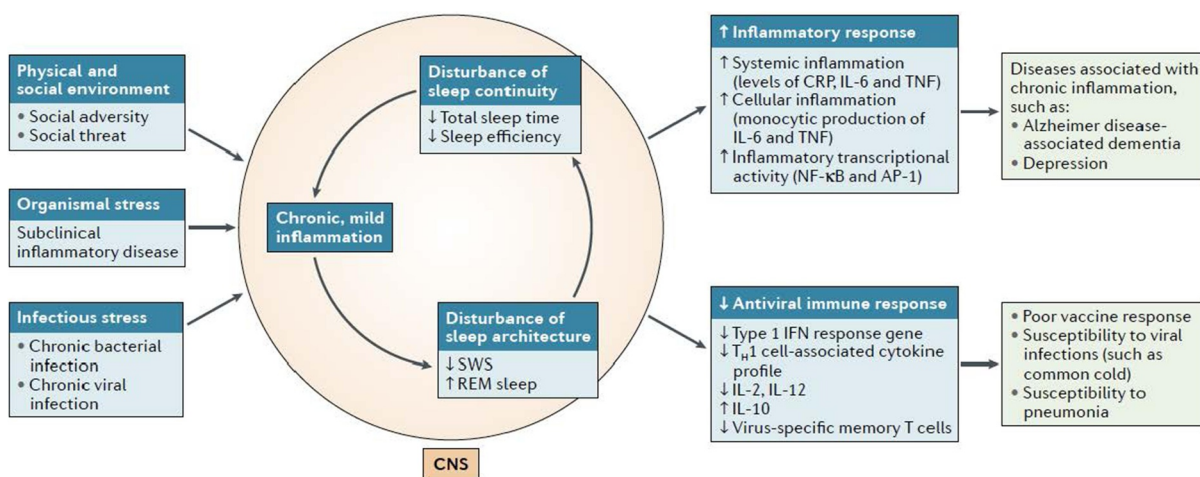 Physical and
social environment
• Social adversity
• Social threat
Organismal stress
Subclinical
inflammatory disease
Infectious stress
• Chronic bacterial
infection
• Chronic viral
infection
Disturbance of
sleep continuity
↓ Total sleep time
↓ Sleep efficiency
Chronic, mild
inflammation
Disturbance of
sleep architecture
↓ SWS
↑ REM sleep
CNS
↑ Inflammatory response
↑ Systemic inflammation
(levels of CRP, IL-6 and TNF)
↑ Cellular inflammation
(monocytic production of
IL-6 and TNF)
↑ Inflammatory transcriptional
activity (NF-κB and AP-1)
↓ Antiviral immune response
↓ Type 1 IFN response gene
↓ TH1 cell-associated cytokine
profile
↓ IL-2, IL-12
↑ IL-10
↓ Virus-specific memory T cells
Diseases associated with
chronic inflammation,
such as:
• Alzheimer disease-
associated dementia
• Depression
• Poor vaccine response
• Susceptibility to viral
infections (such as
common cold)
• Susceptibility to
pneumonia